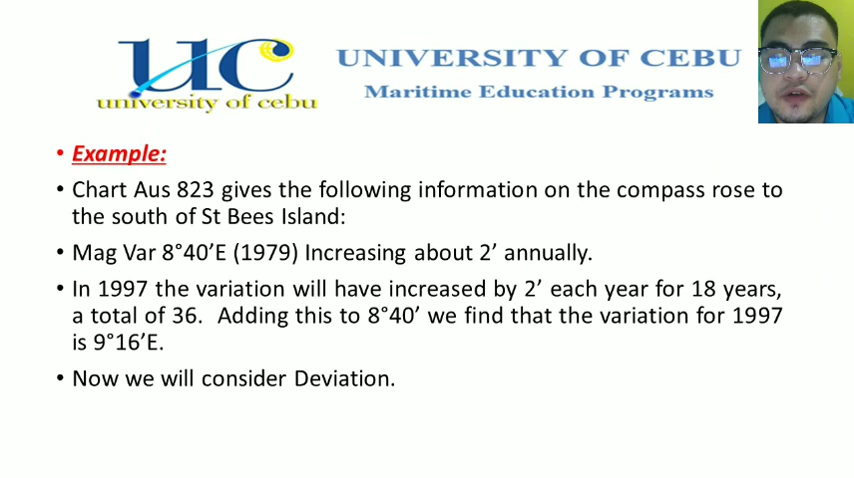 UC
university of cebu
UNIVERSITY OF CEBU
Maritime Education Programs
• Example:
• Chart Aus 823 gives the following information on the compass rose to
the south of St Bees Island:
• Mag Var 8°40’E (1979) Increasing about 2’ annually.
• In 1997 the variation will have increased by 2’ each year for 18 years,
a total of 36.  Adding this to 8°40’ we find that the variation for 1997
is 9°16’E.
• Now we will consider Deviation.